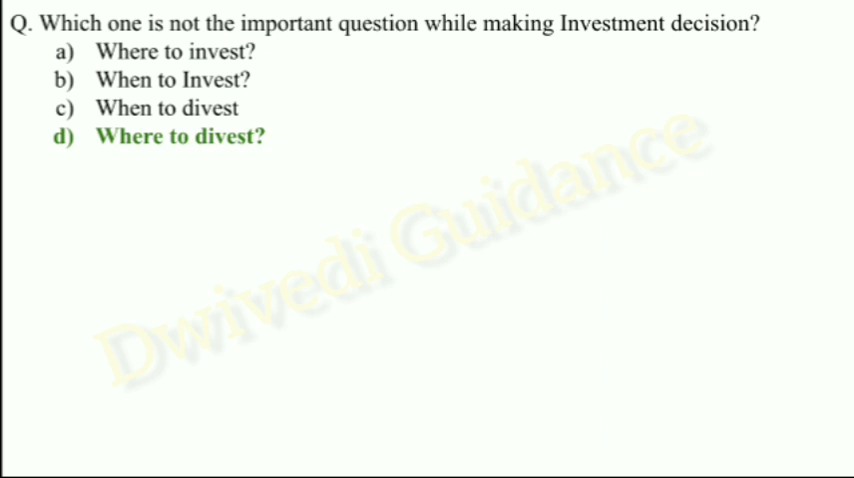 Q. Which one is not the important question while making Investment decision?
a) Where to invest?
b) When to Invest?
c) When to divest
d) Where to divest?
Dwivedi Guidance